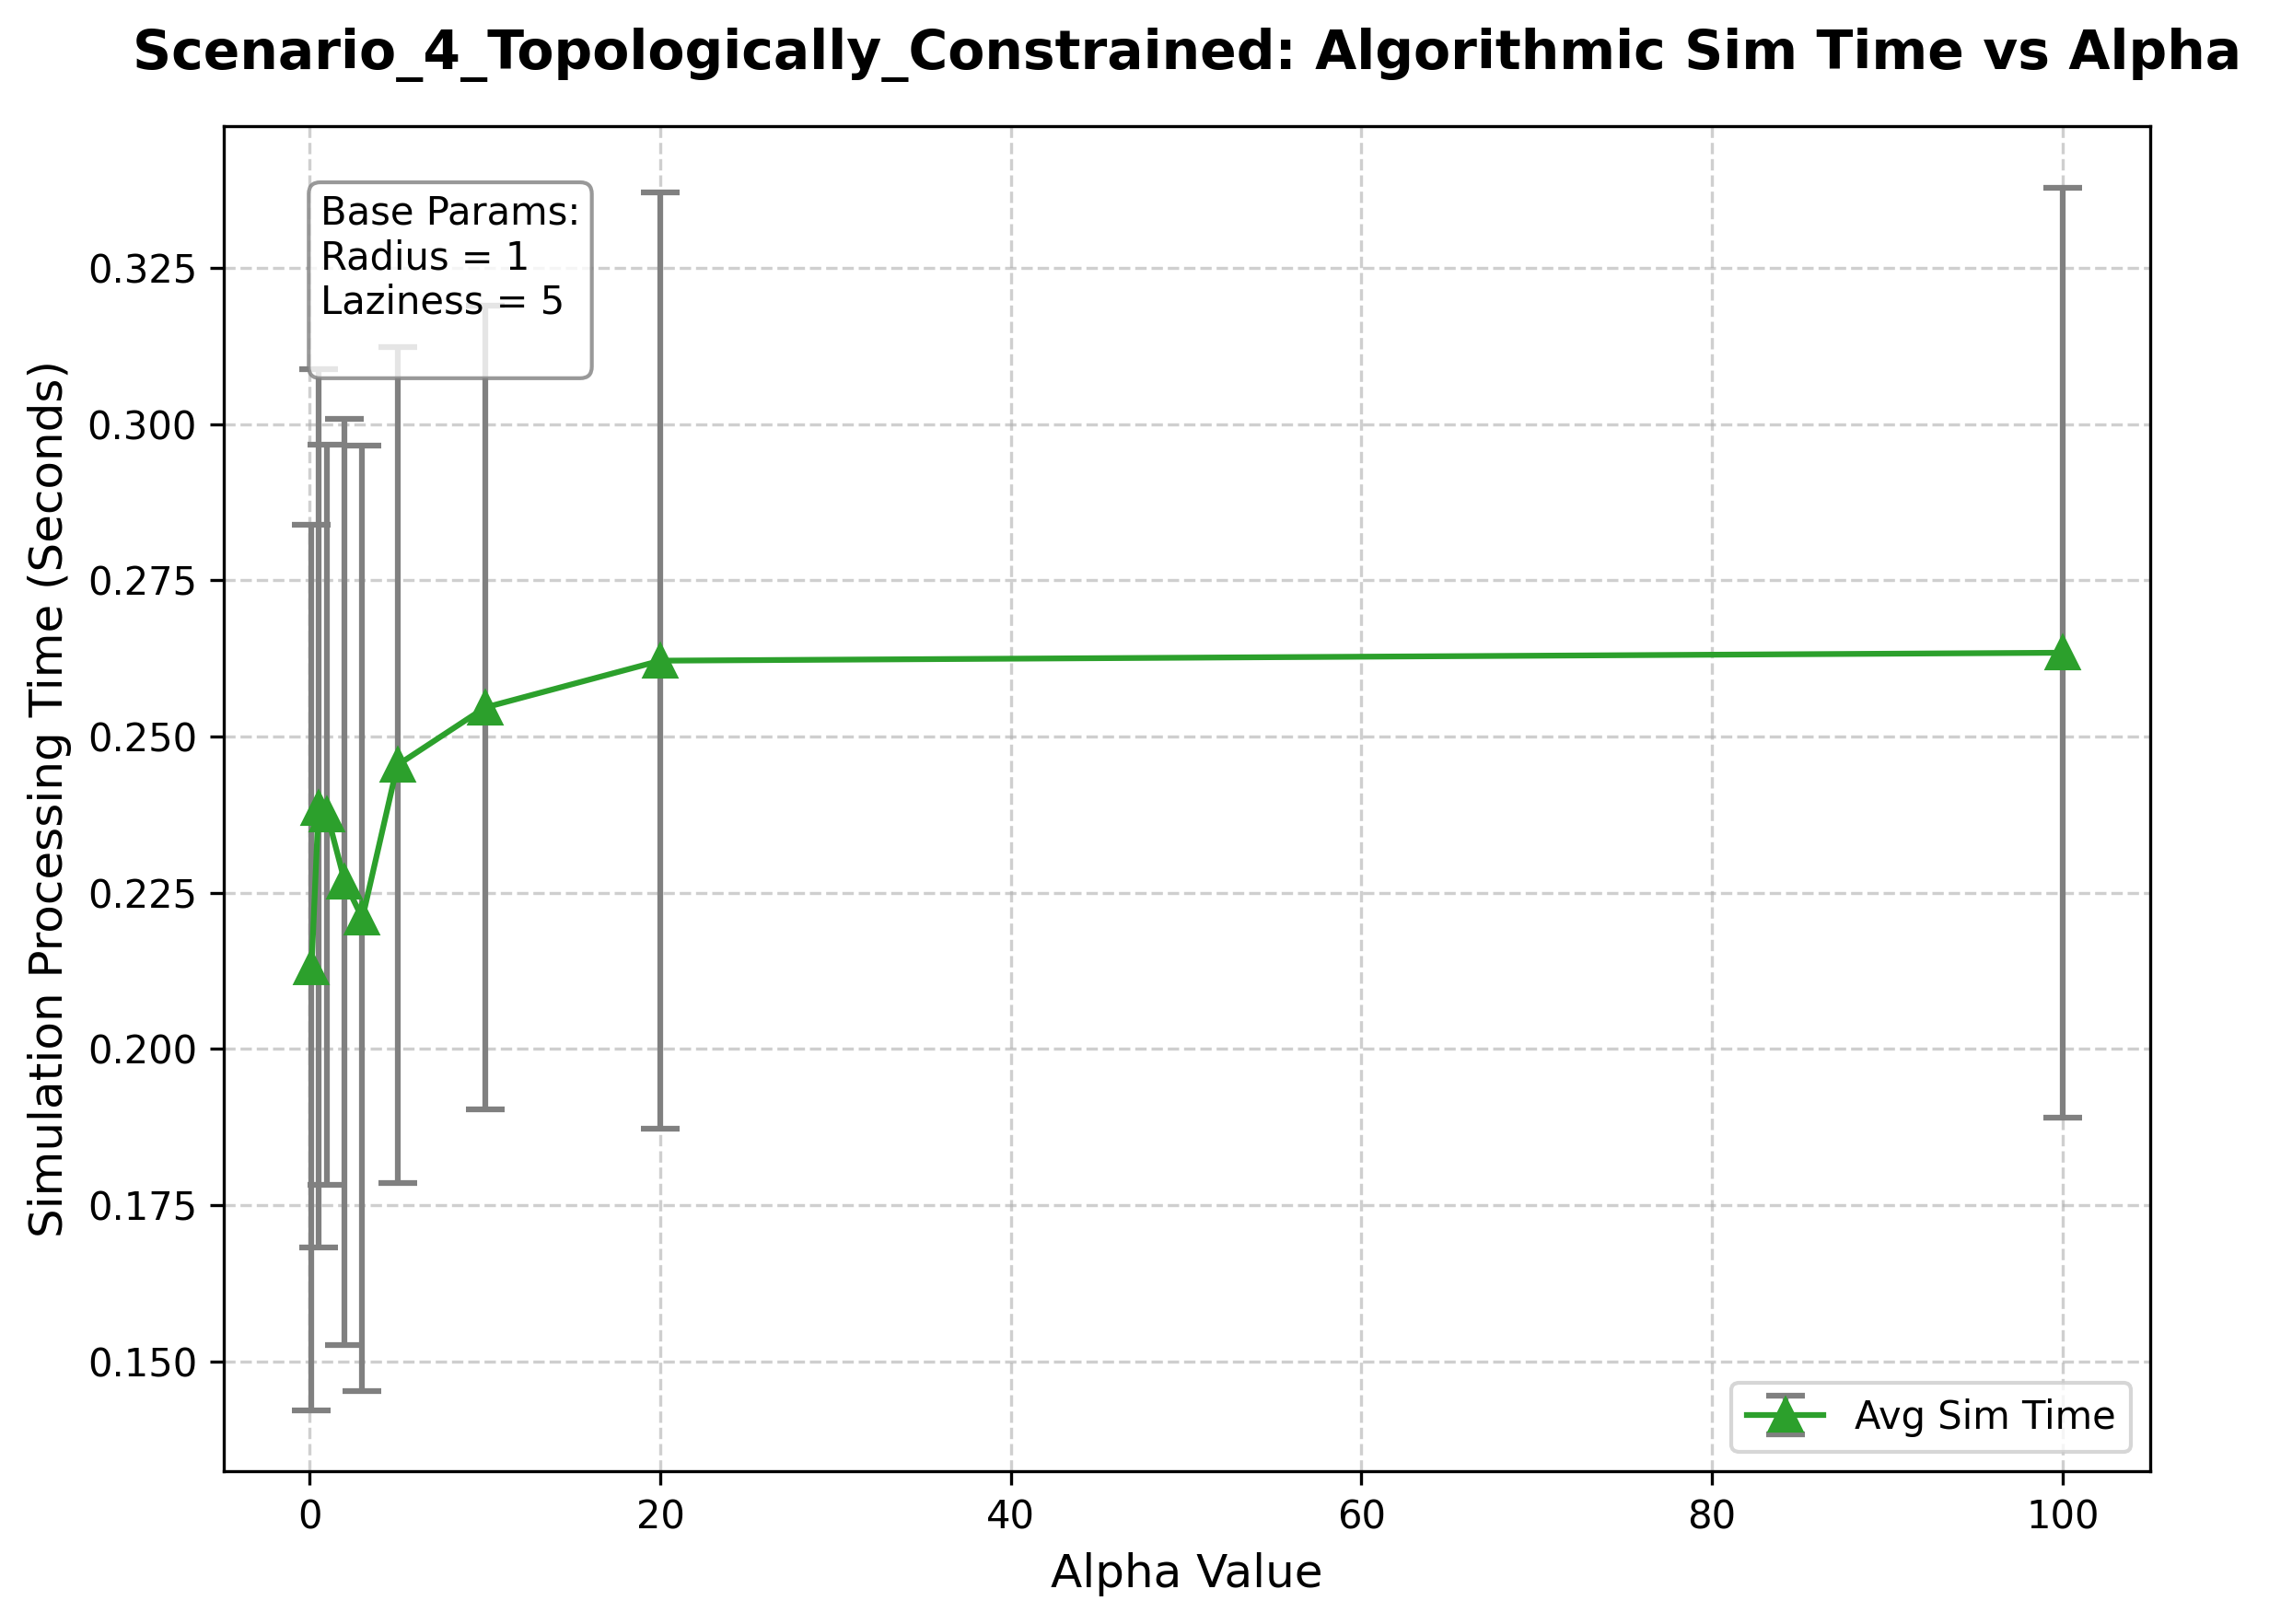 Scenario_4_Topologically_Constrained: Algorithmic Sim Time vs Alpha
Base Params:
Radius = 1
Laziness = 5
Simulation Processing Time (Seconds)
0.325
0.300
0.275
0.250
0.225
0.200
0.175
0.150
Avg Sim Time
0 20 40 60 80 100
Alpha Value